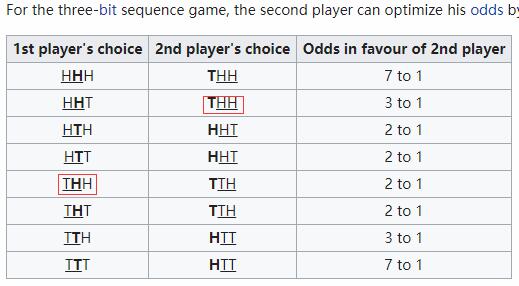 For the three-bit sequence game, the second player can optimize his odds by
1st player's choice 2nd player's choice Odds in favour of 2nd player
HHH THH 7 to 1
HHT THH 3 to 1
HTH HHT 2 to 1
HTT HHT 2 to 1
THH TTH 2 to 1
THT TTH 2 to 1
TTH HTT 3 to 1
TTT HTT 7 to 1